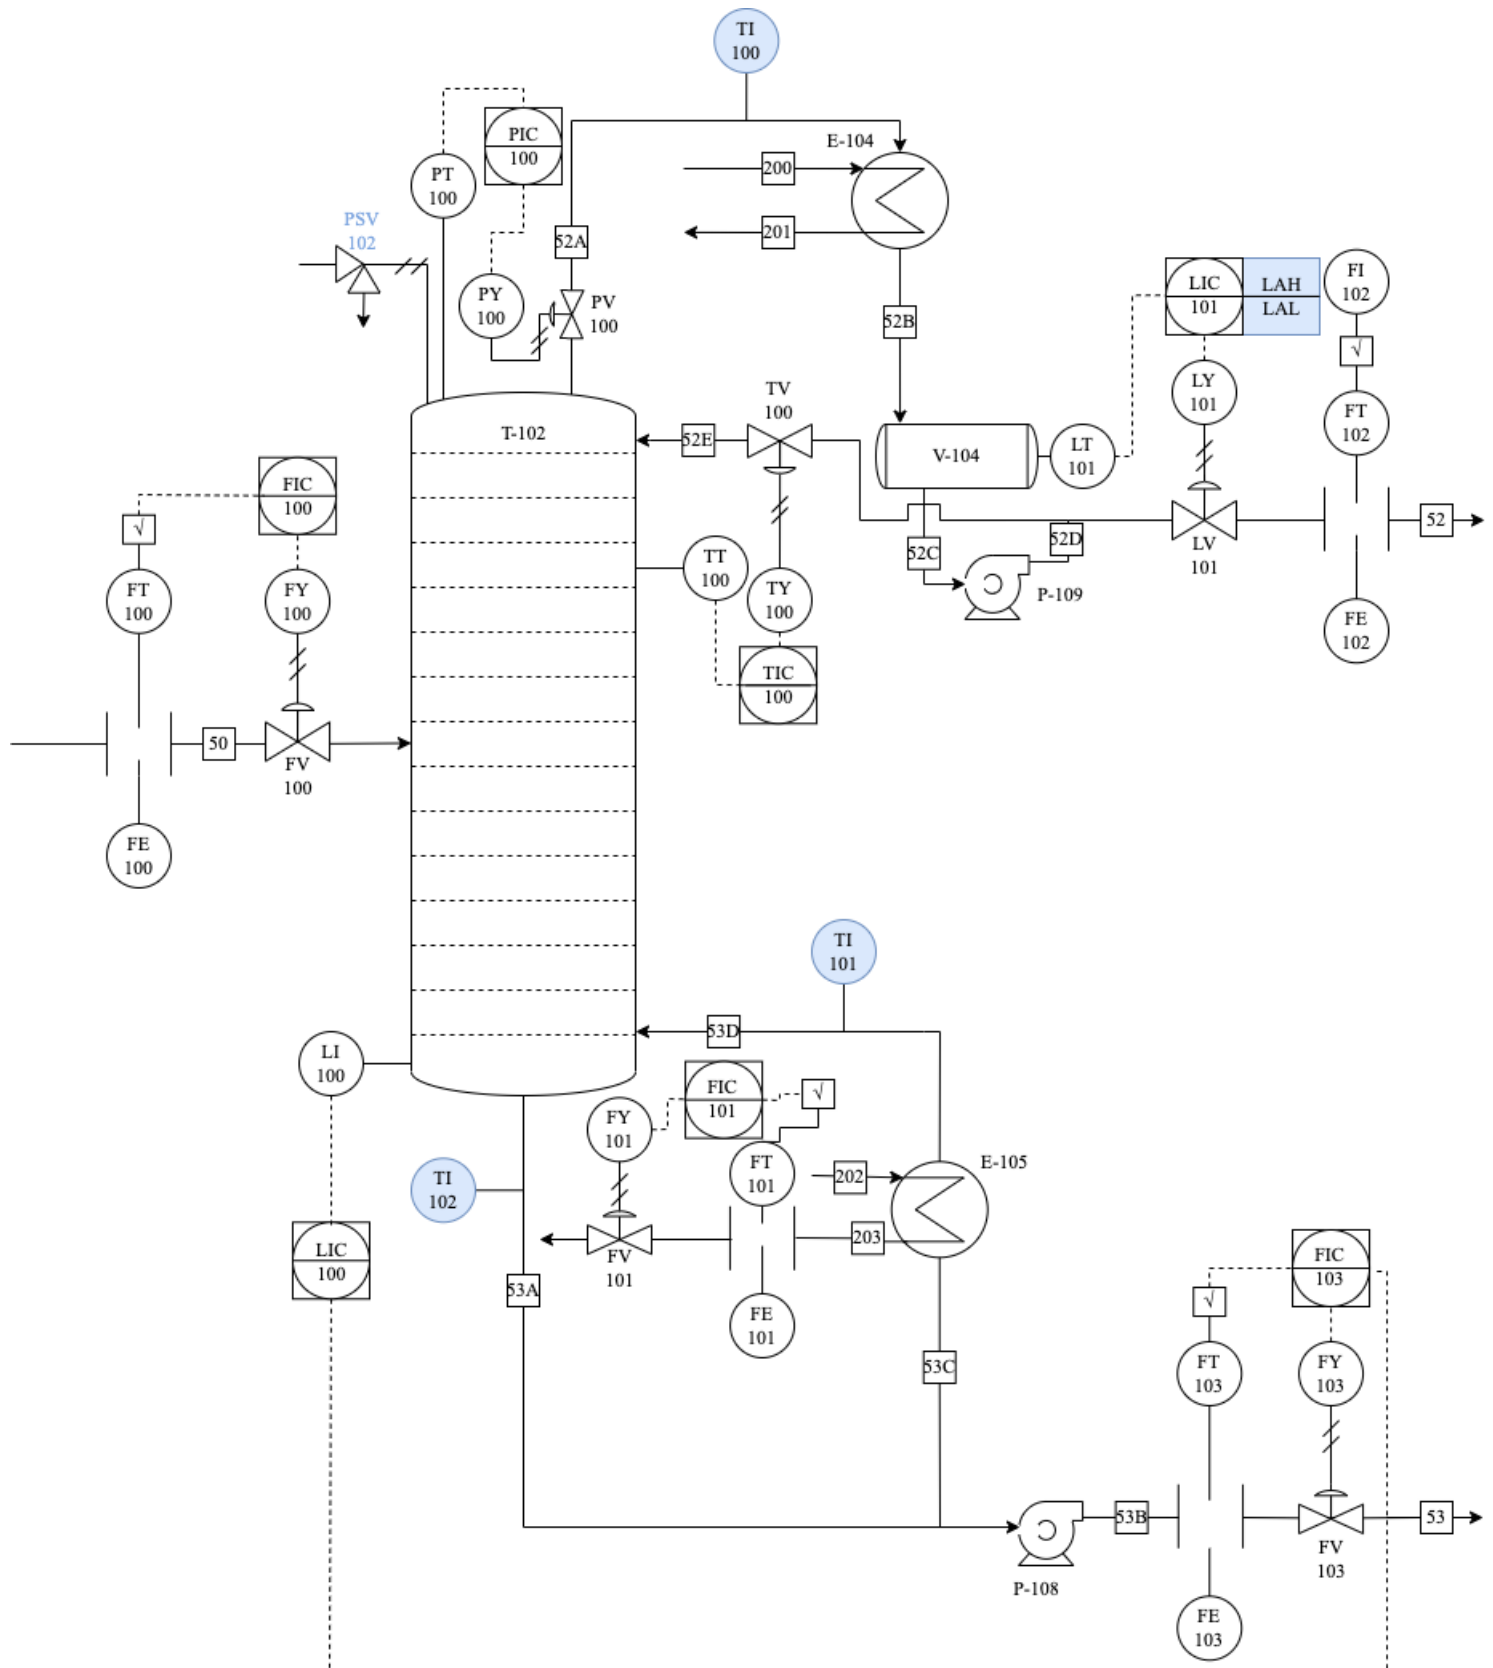 TI
100
PIC
100
PT
100
E-104
200
201
PSV
102
52A
PY
100
PV
100
52B
LIC
101
LAH
LAL
FI
102
√
LY
101
FT
102
TV
100
T-102
52E
V-104
LT
101
FIC
100
√
52C
52D
LV
101
52
TT
100
TY
100
P-109
FT
100
FY
100
FE
102
TIC
100
50
FV
100
FE
100
TI
101
53D
LI
100
FIC
101
√
FY
101
FT
101
202
E-105
TI
102
203
FV
101
LIC
100
53A
FE
101
FIC
103
√
53C
FT
103
FY
103
53B
53
FV
103
P-108
FE
103